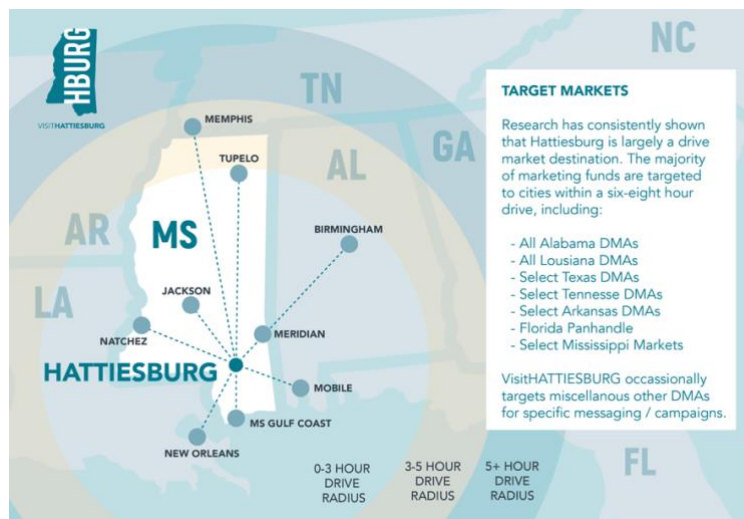 HBURG
VISITHATTIESBURG
NC
TN
MEMPHIS
TUPELO
AL
GA
AR
MS
BIRMINGHAM
JACKSON
LA
NATCHEZ
MERIDIAN
HATTIESBURG
MOBILE
MS GULF COAST
NEW ORLEANS
0-3 HOUR
DRIVE
RADIUS
3-5 HOUR
DRIVE
RADIUS
5+ HOUR
DRIVE
RADIUS
FL
TARGET MARKETS
Research has consistently shown
that Hattiesburg is largely a drive
market destination. The majority
of marketing funds are targeted
to cities within a six-eight hour
drive, including:
- All Alabama DMAs
- All Lousiana DMAs
- Select Texas DMAs
- Select Tennesse DMAs
- Select Arkansas DMAs
- Florida Panhandle
- Select Mississippi Markets
VisitHATTIESBURG occassionally
targets miscellanous other DMAs
for specific messaging / campaigns.